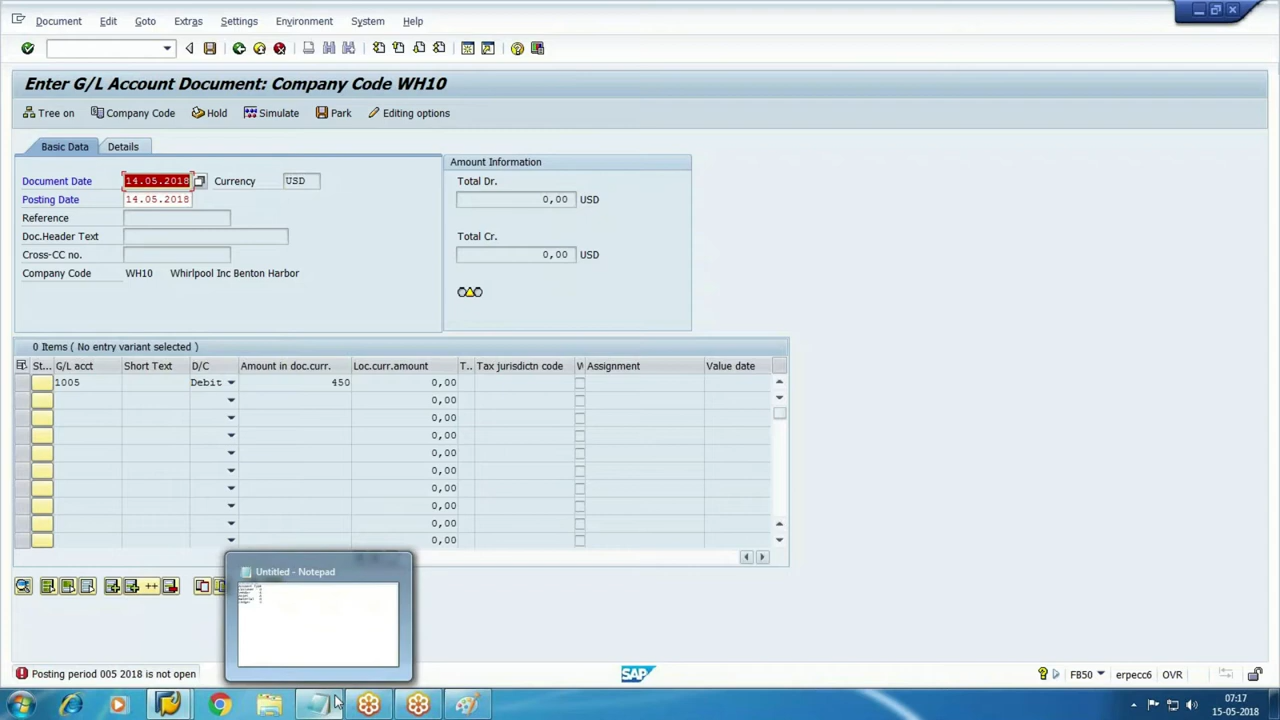 Document Edit Goto Extras Settings Environment System Help
Enter G/L Account Document: Company Code WH10
Tree on Company Code Hold Simulate Park Editing options
Basic Data Details
Amount Information
Document Date 14.05.2018 Currency USD
Total Dr.
Posting Date 14.05.2018
0,00 USD
Reference
Doc.Header Text
Total Cr.
Cross-CC no.
0,00 USD
Company Code WH10 Whirlpool Inc Benton Harbor
0 Items ( No entry variant selected )
St... G/L acct Short Text D/C Amount in doc.curr. Loc.curr.amount T.. Tax jurisdictn code W Assignment Value date
1005 Debit 450 0,00
0,00
0,00
0,00
0,00
0,00
0,00
0,00
0,00
0,00
Untitled - Notepad
Posting period 005 2018 is not open
SAP
FB50 erpecc6 OVR
07:17
15-05-2018